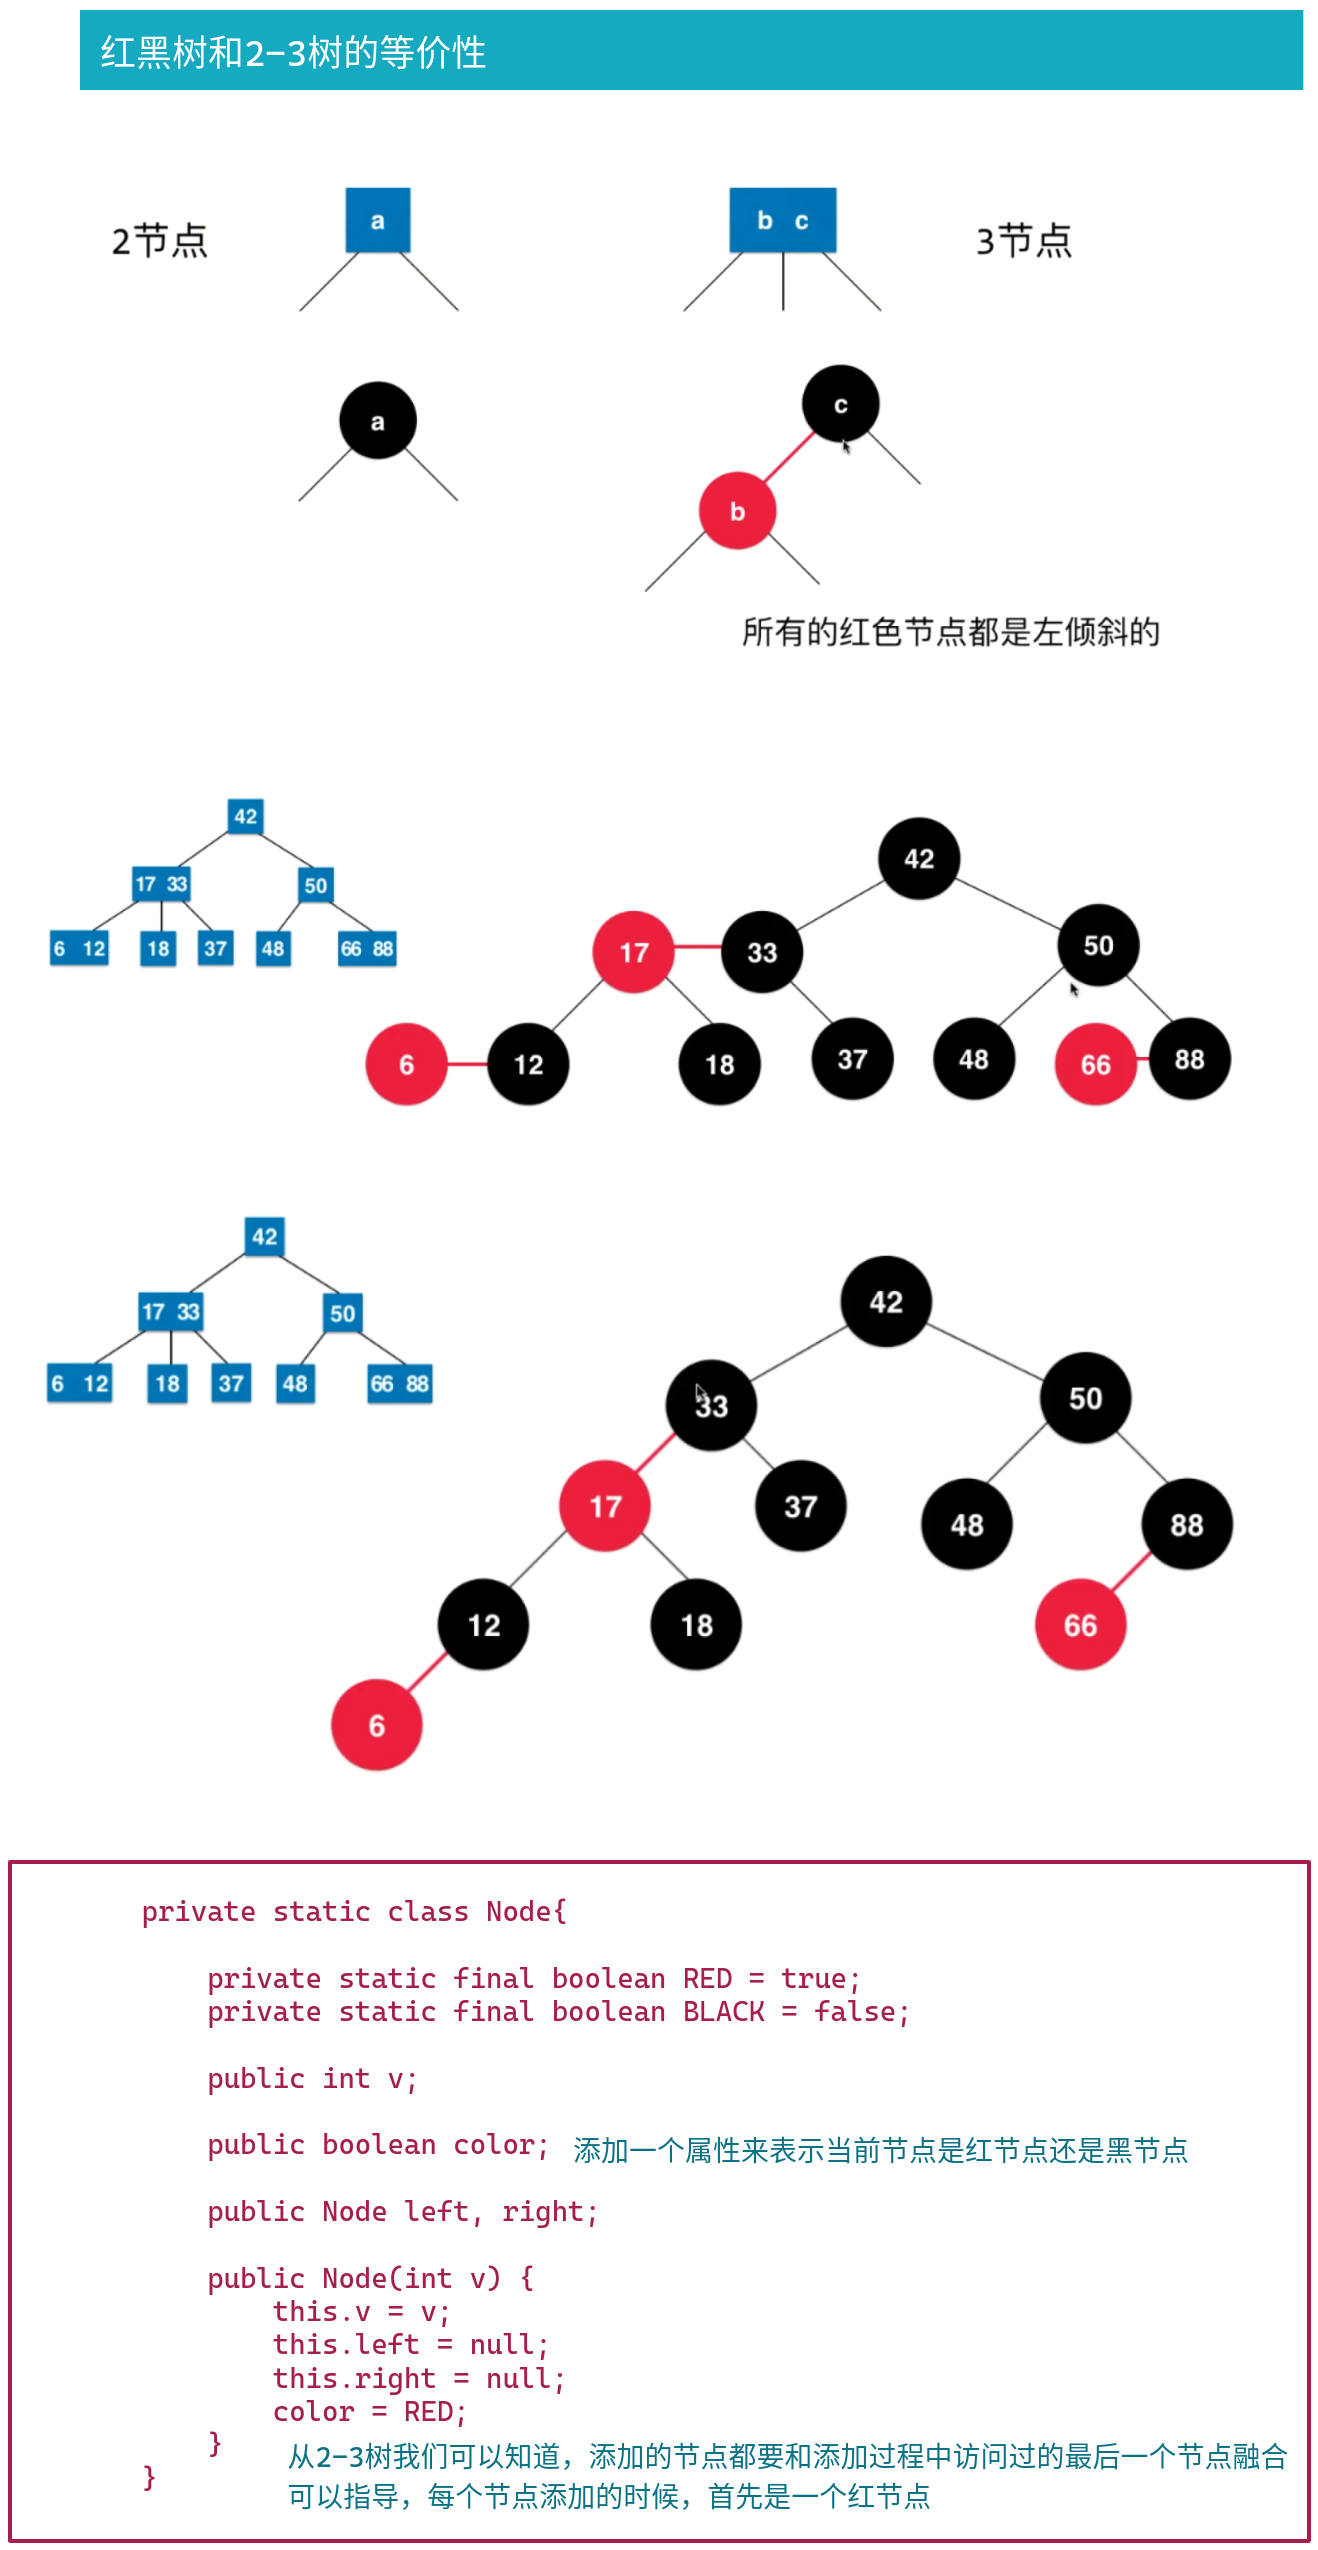 红黑树和2-3树的等价性
2节点
a
b c
3节点
a
c
b
所有的红色节点都是左倾斜的
42
17 33
50
6 12
18
37
48
66 88
42
17
33
50
6
12
18
37
48
66
88
42
17 33
50
6 12
18
37
48
66 88
42
33
50
17
37
48
88
12
18
66
6
private static class Node{
private static final boolean RED = true;
private static final boolean BLACK = false;
public int v;
public boolean color; 添加一个属性来表示当前节点是红节点还是黑节点
public Node left, right;
public Node(int v) {
this.v = v;
this.left = null;
this.right = null;
color = RED;
}
从2-3树我们可以知道，添加的节点都要和添加过程中访问过的最后一个节点融合
}
可以指导，每个节点添加的时候，首先是一个红节点